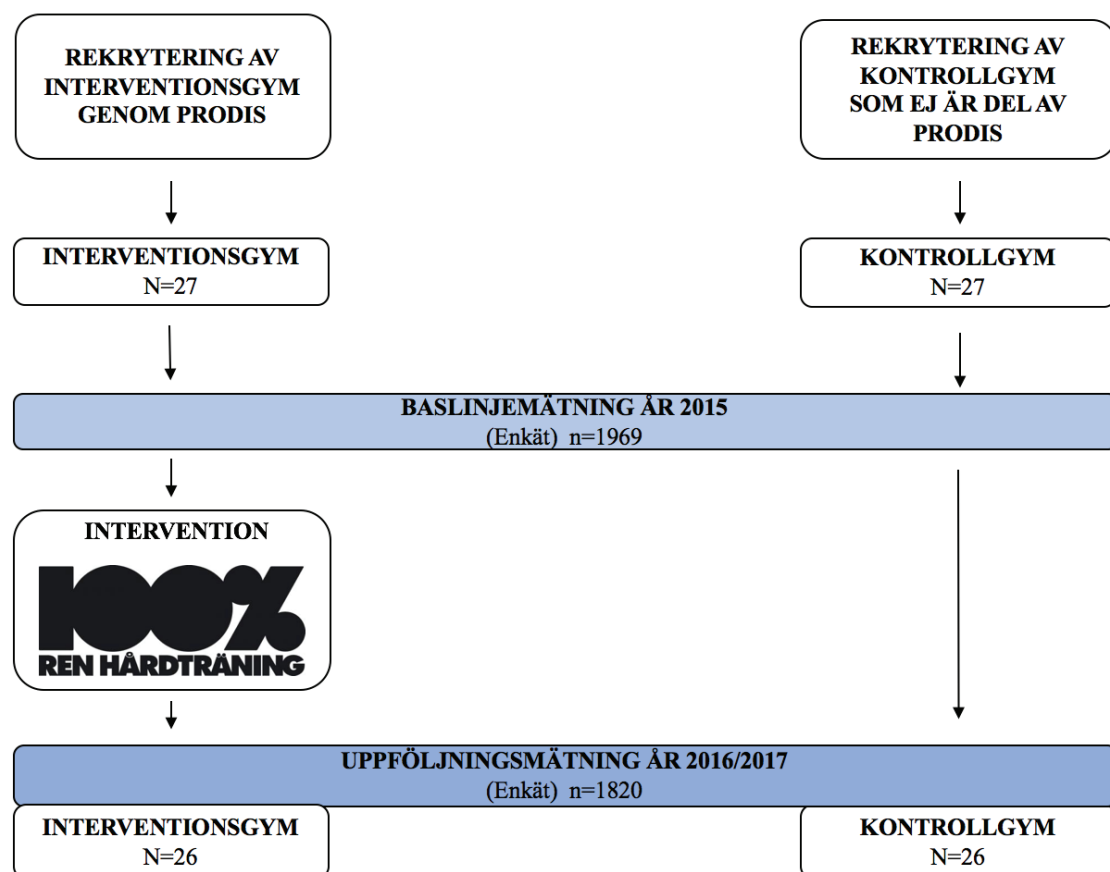 REKRYTERING AV
INTERVENTIONSGYM
GENOM PRODIS
REKRYTERING AV
KONTROLLGYM
SOM EJ ÄR DEL AV
PRODIS
INTERVENTIONSGYM
N=27
KONTROLLGYM
N=27
BASLINJEMÄTNING ÅR 2015
(Enkät) n=1969
INTERVENTION
100%
REN HÅRDTRÄNING
UPPFÖLJNINGSMÄTNING ÅR 2016/2017
(Enkät) n=1820
INTERVENTIONSGYM
N=26
KONTROLLGYM
N=26